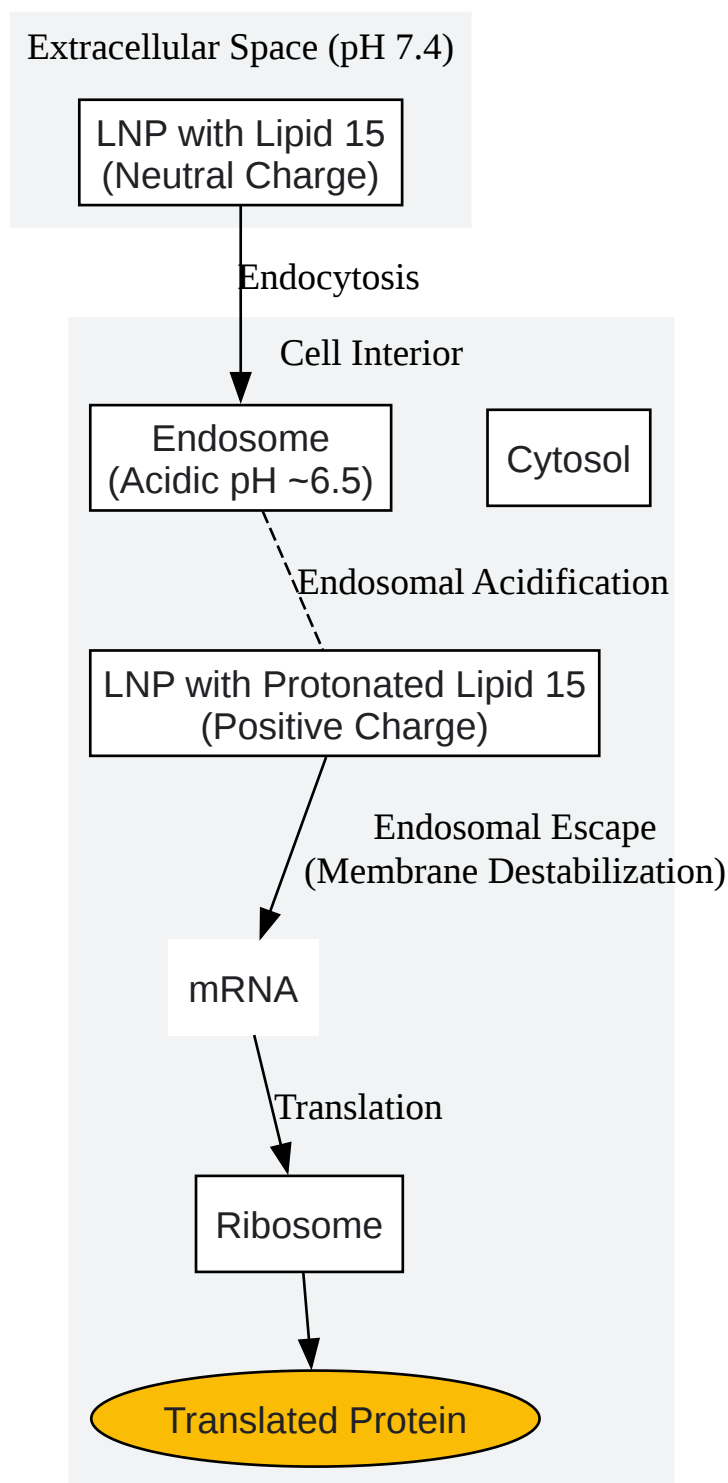 Extracellular Space (pH 7.4)
LNP with Lipid 15
(Neutral Charge)
Endocytosis
Cell Interior
Endosome
(Acidic pH ~6.5)
Cytosol
Endosomal Acidification
LNP with Protonated Lipid 15
(Positive Charge)
Endosomal Escape
(Membrane Destabilization)
mRNA
Translation
Ribosome
Translated Protein